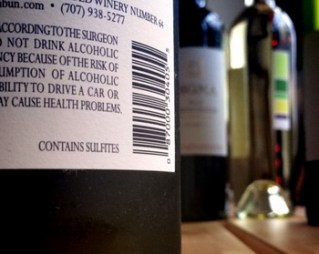 bun.com • (707) 938-5277
ED WINERY NUMBER 64
ACCORDING TO THE SURGEON
O NOT DRINK ALCOHOLIC
NCY BECAUSE OF THE RISK OF
UMPTION OF ALCOHOLIC
BILITY TO DRIVE A CAR OR
AY CAUSE HEALTH PROBLEMS.
CONTAINS SULFITES